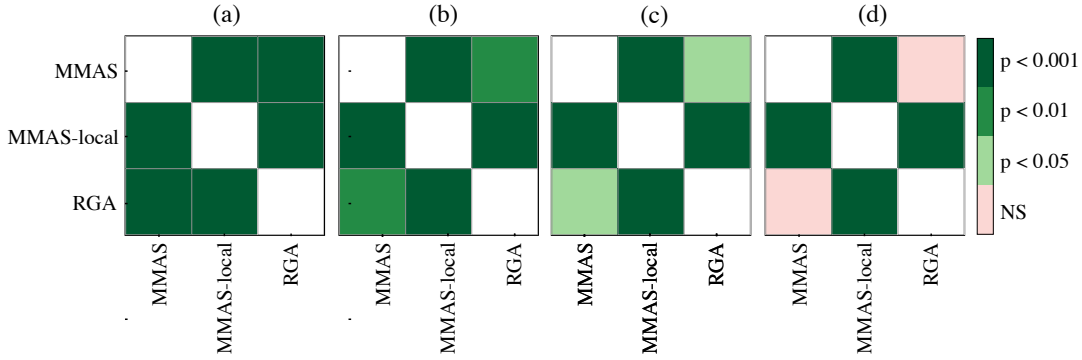 (a)
(b)
(c)
(d)
MMAS
MMAS-local
RGA
MMAS
MMAS-local
RGA
MMAS
MMAS-local
RGA
MMAS
MMAS-local
RGA
MMAS
MMAS-local
RGA
p < 0.001
p < 0.01
p < 0.05
NS